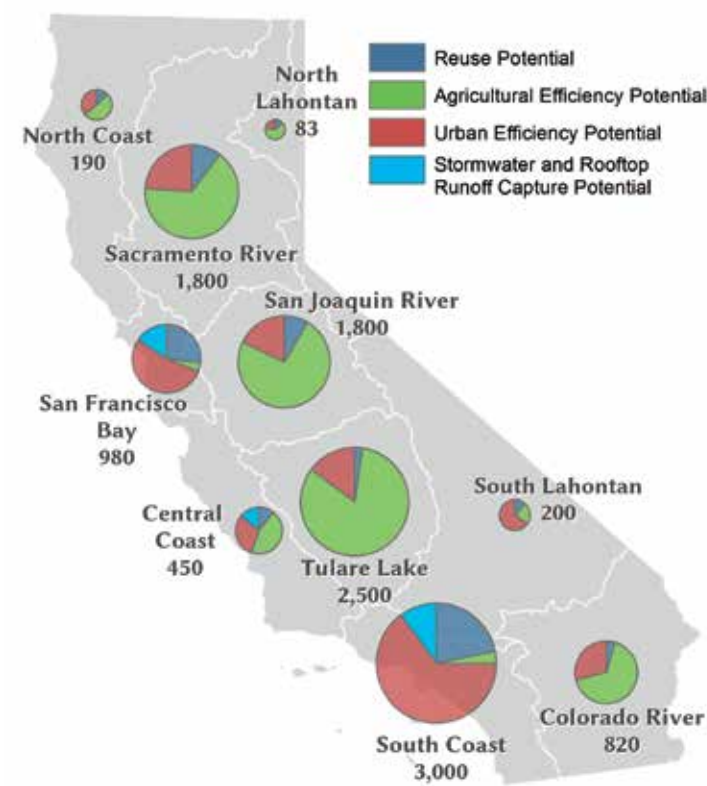 Reuse Potential
Agricultural Efficiency Potential
Urban Efficiency Potential
Stormwater and Rooftop
Runoff Capture Potential
North
Lahontan
83
North Coast
190
Sacramento River
1,800
San Joaquin River
1,800
San Francisco
Bay
980
Central
Coast
450
Tulare Lake
2,500
South Lahontan
200
South Coast
3,000
Colorado River
820